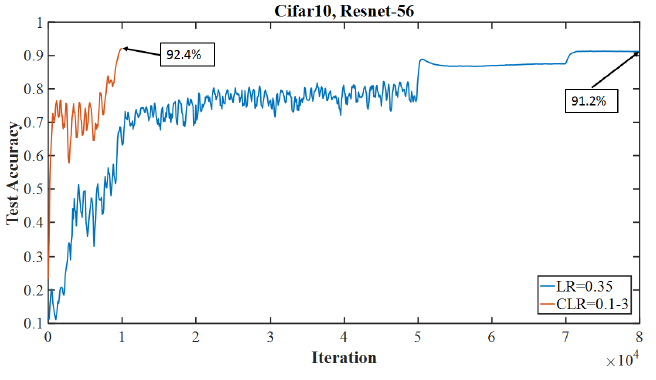 Cifar10, Resnet-56
Test Accuracy
1
0.9
0.8
0.7
0.6
0.5
0.4
0.3
0.2
0.1
92.4%
91.2%
LR=0.35
CLR=0.1-3
0 1 2 3 4 5 6 7 8
Iteration
×10⁴